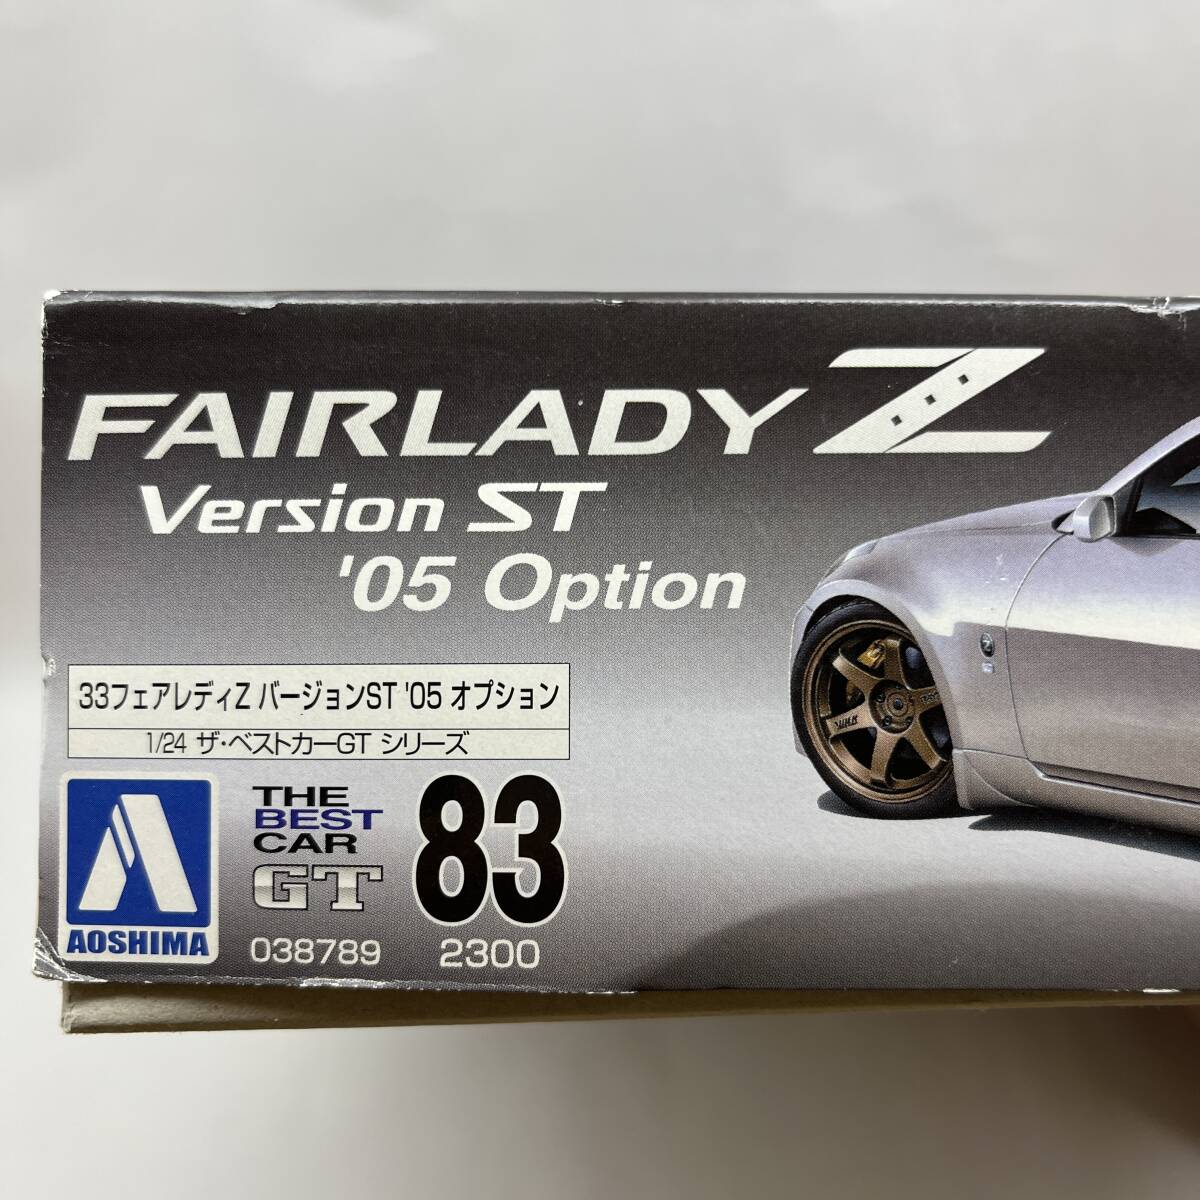 FAIRLADY Z
Version ST
'05 Option
33フェアレディZ バージョンST '05 オプション
1/24 ザ・ベストカーGT シリーズ
AOSHIMA
THE
BEST
CAR
GT
038789
83
2300